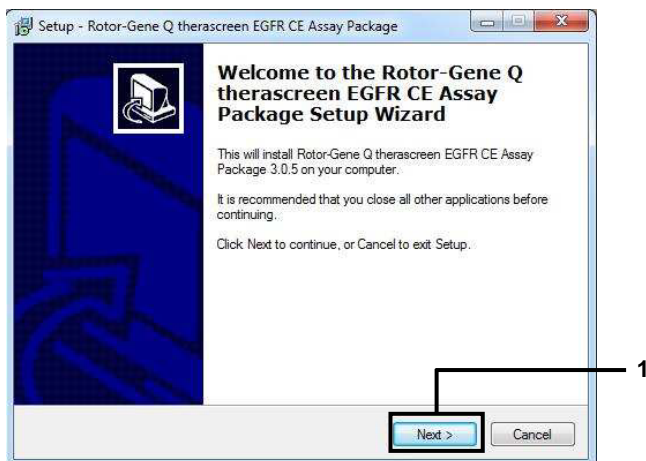 Setup - Rotor-Gene Q therascreen EGFR CE Assay Package
Welcome to the Rotor-Gene Q
therascreen EGFR CE Assay
Package Setup Wizard
This will install Rotor-Gene Q therascreen EGFR CE Assay
Package 3.0.5 on your computer.
It is recommended that you close all other applications before
continuing.
Click Next to continue, or Cancel to exit Setup.
1
Next >
Cancel